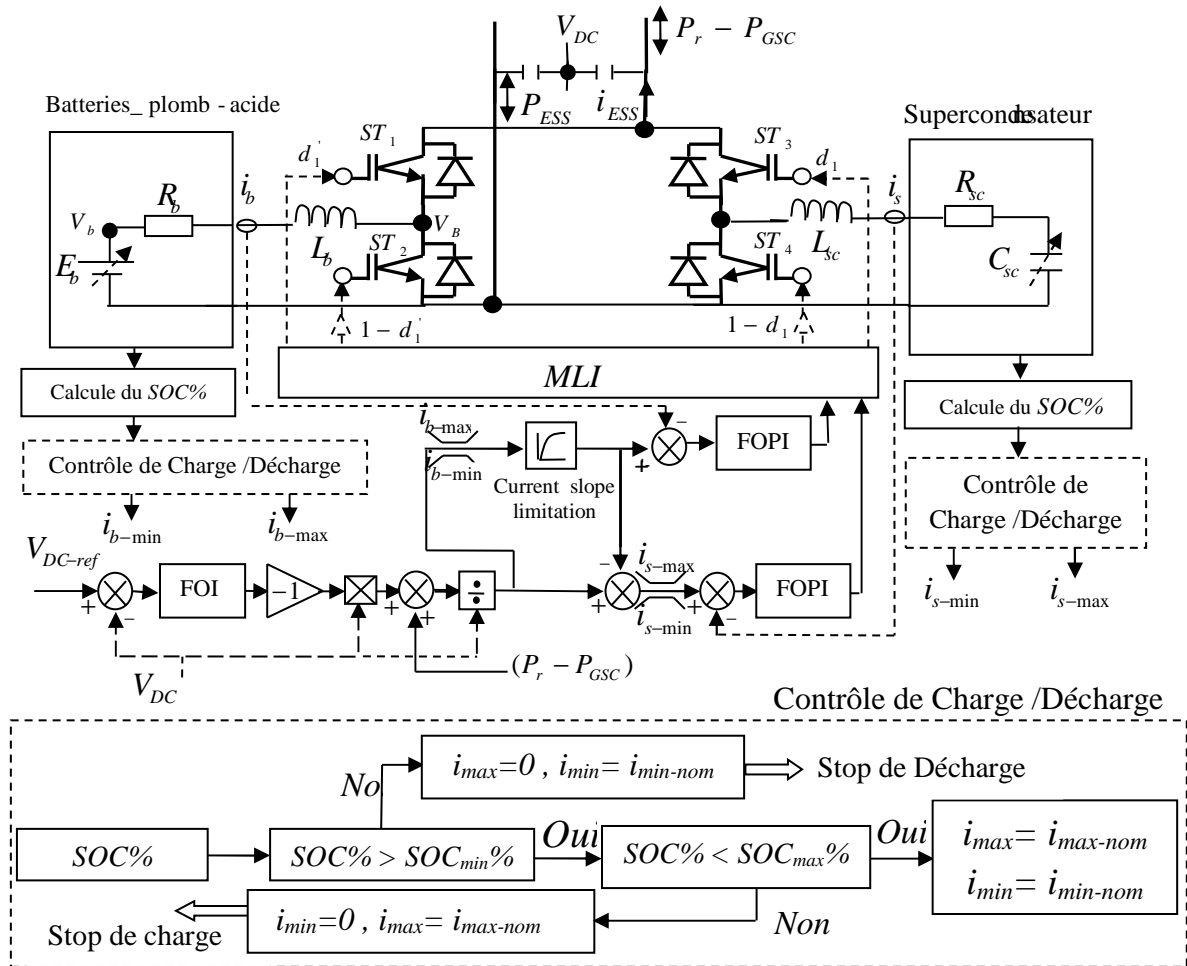 P_r − P_GSC
V_DC
P_ESS
i_ESS
Batteries_ plomb - acide
Supercondensateur
ST_1
ST_3
d_1'
d_1
R_b
i_b
i_s
R_sc
V_b
V_B
L_b
ST_2
ST_4
L_sc
E_b
C_sc
1 − d_1'
1 − d_1
MLI
Calcule du SOC%
Calcule du SOC%
i_b−max
i_b−min
FOPI
−
+
Current slope
limitation
Contrôle de Charge /Décharge
i_b−min
i_b−max
Contrôle de
Charge /Décharge
i_s−min
i_s−max
V_DC−ref
+
−
FOI
−1
+
+
÷
−
+
i_s−max
i_s−min
+
−
FOPI
V_DC
(P_r − P_GSC)
Contrôle de Charge /Décharge
i_max=0 , i_min= i_min-nom
Stop de Décharge
No
SOC%
SOC% > SOC_min%
Oui
SOC% < SOC_max%
Oui
i_max= i_max-nom
i_min= i_min-nom
i_min=0 , i_max= i_max-nom
Non
Stop de charge